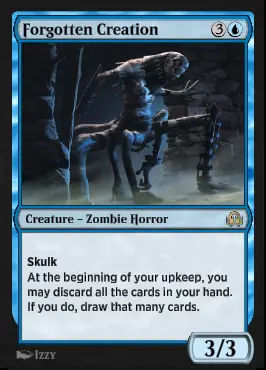 Forgotten Creation 3
Creature – Zombie Horror
Skulk
At the beginning of your upkeep, you
may discard all the cards in your hand.
If you do, draw that many cards.
3/3
Izzy